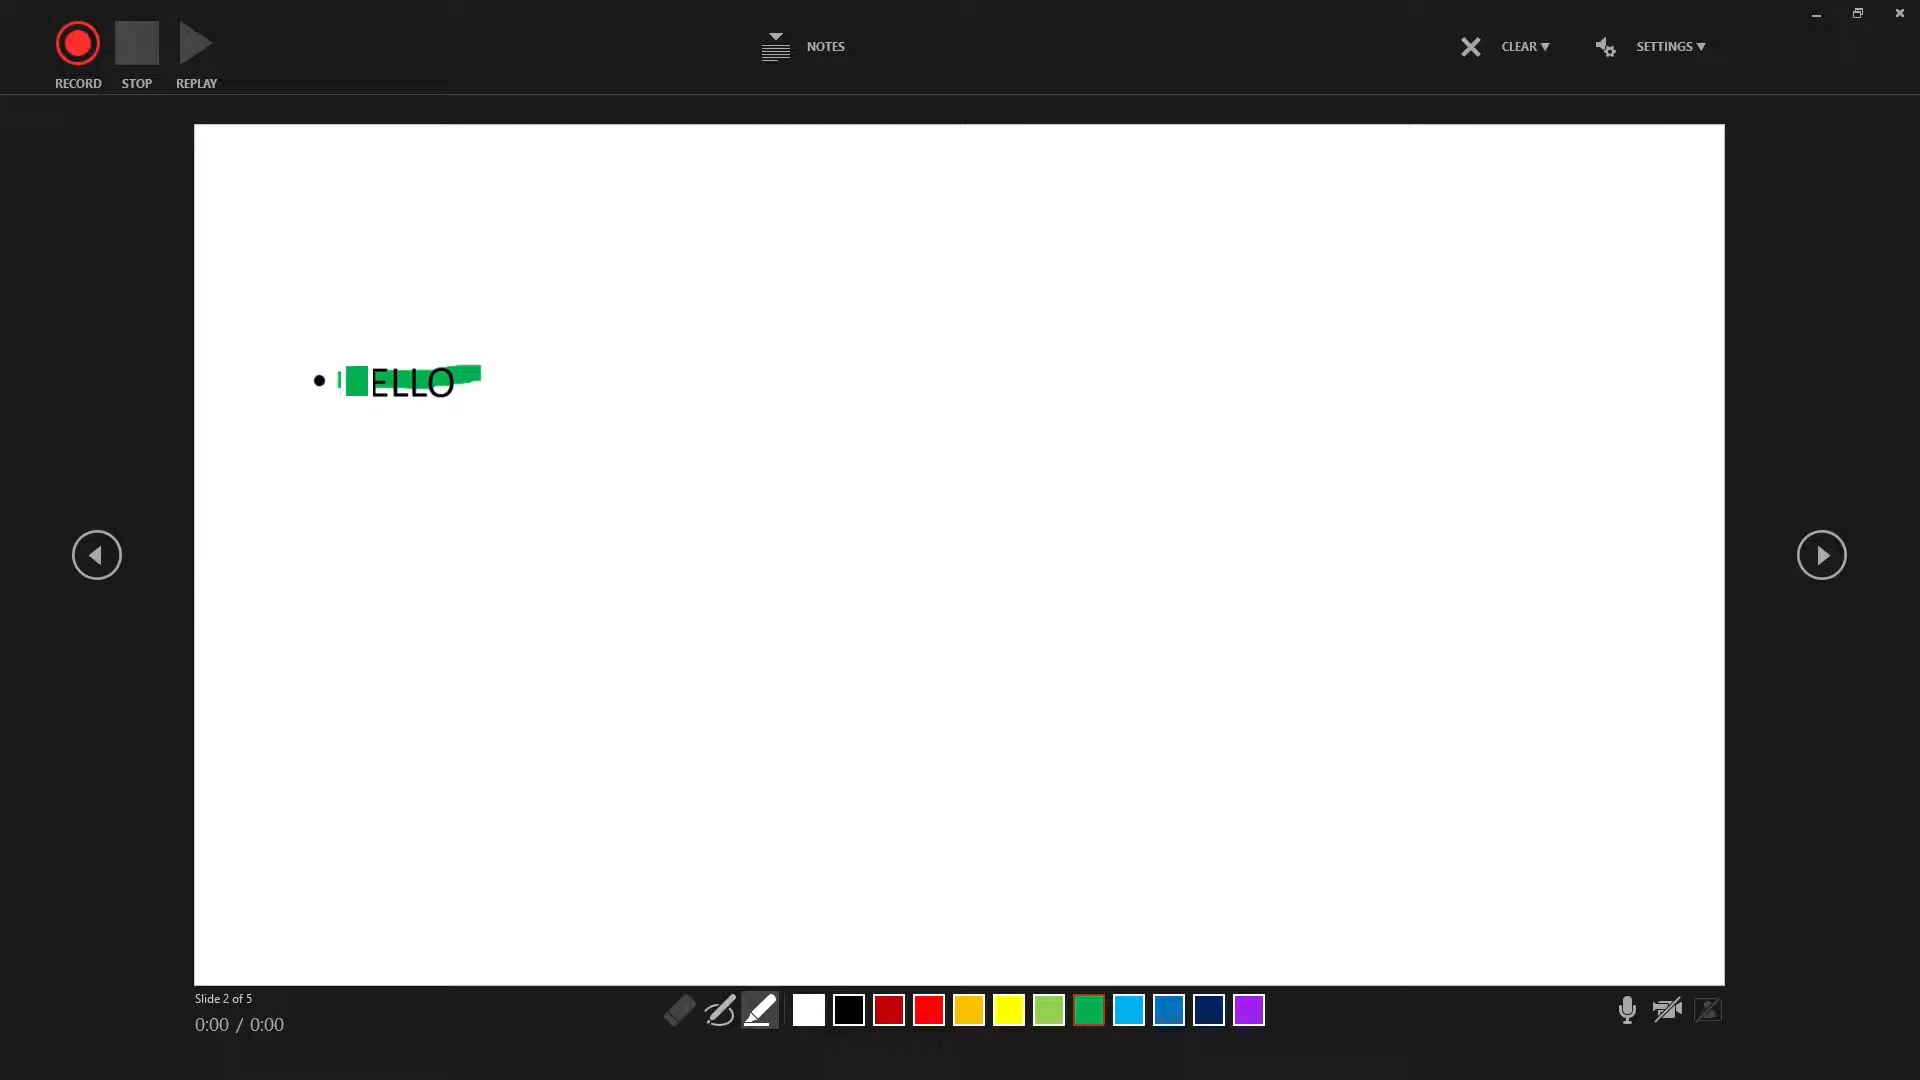 RECORD STOP REPLAY
NOTES
CLEAR
SETTINGS
ELLO
Slide 2 of 5
0:00 / 0:00